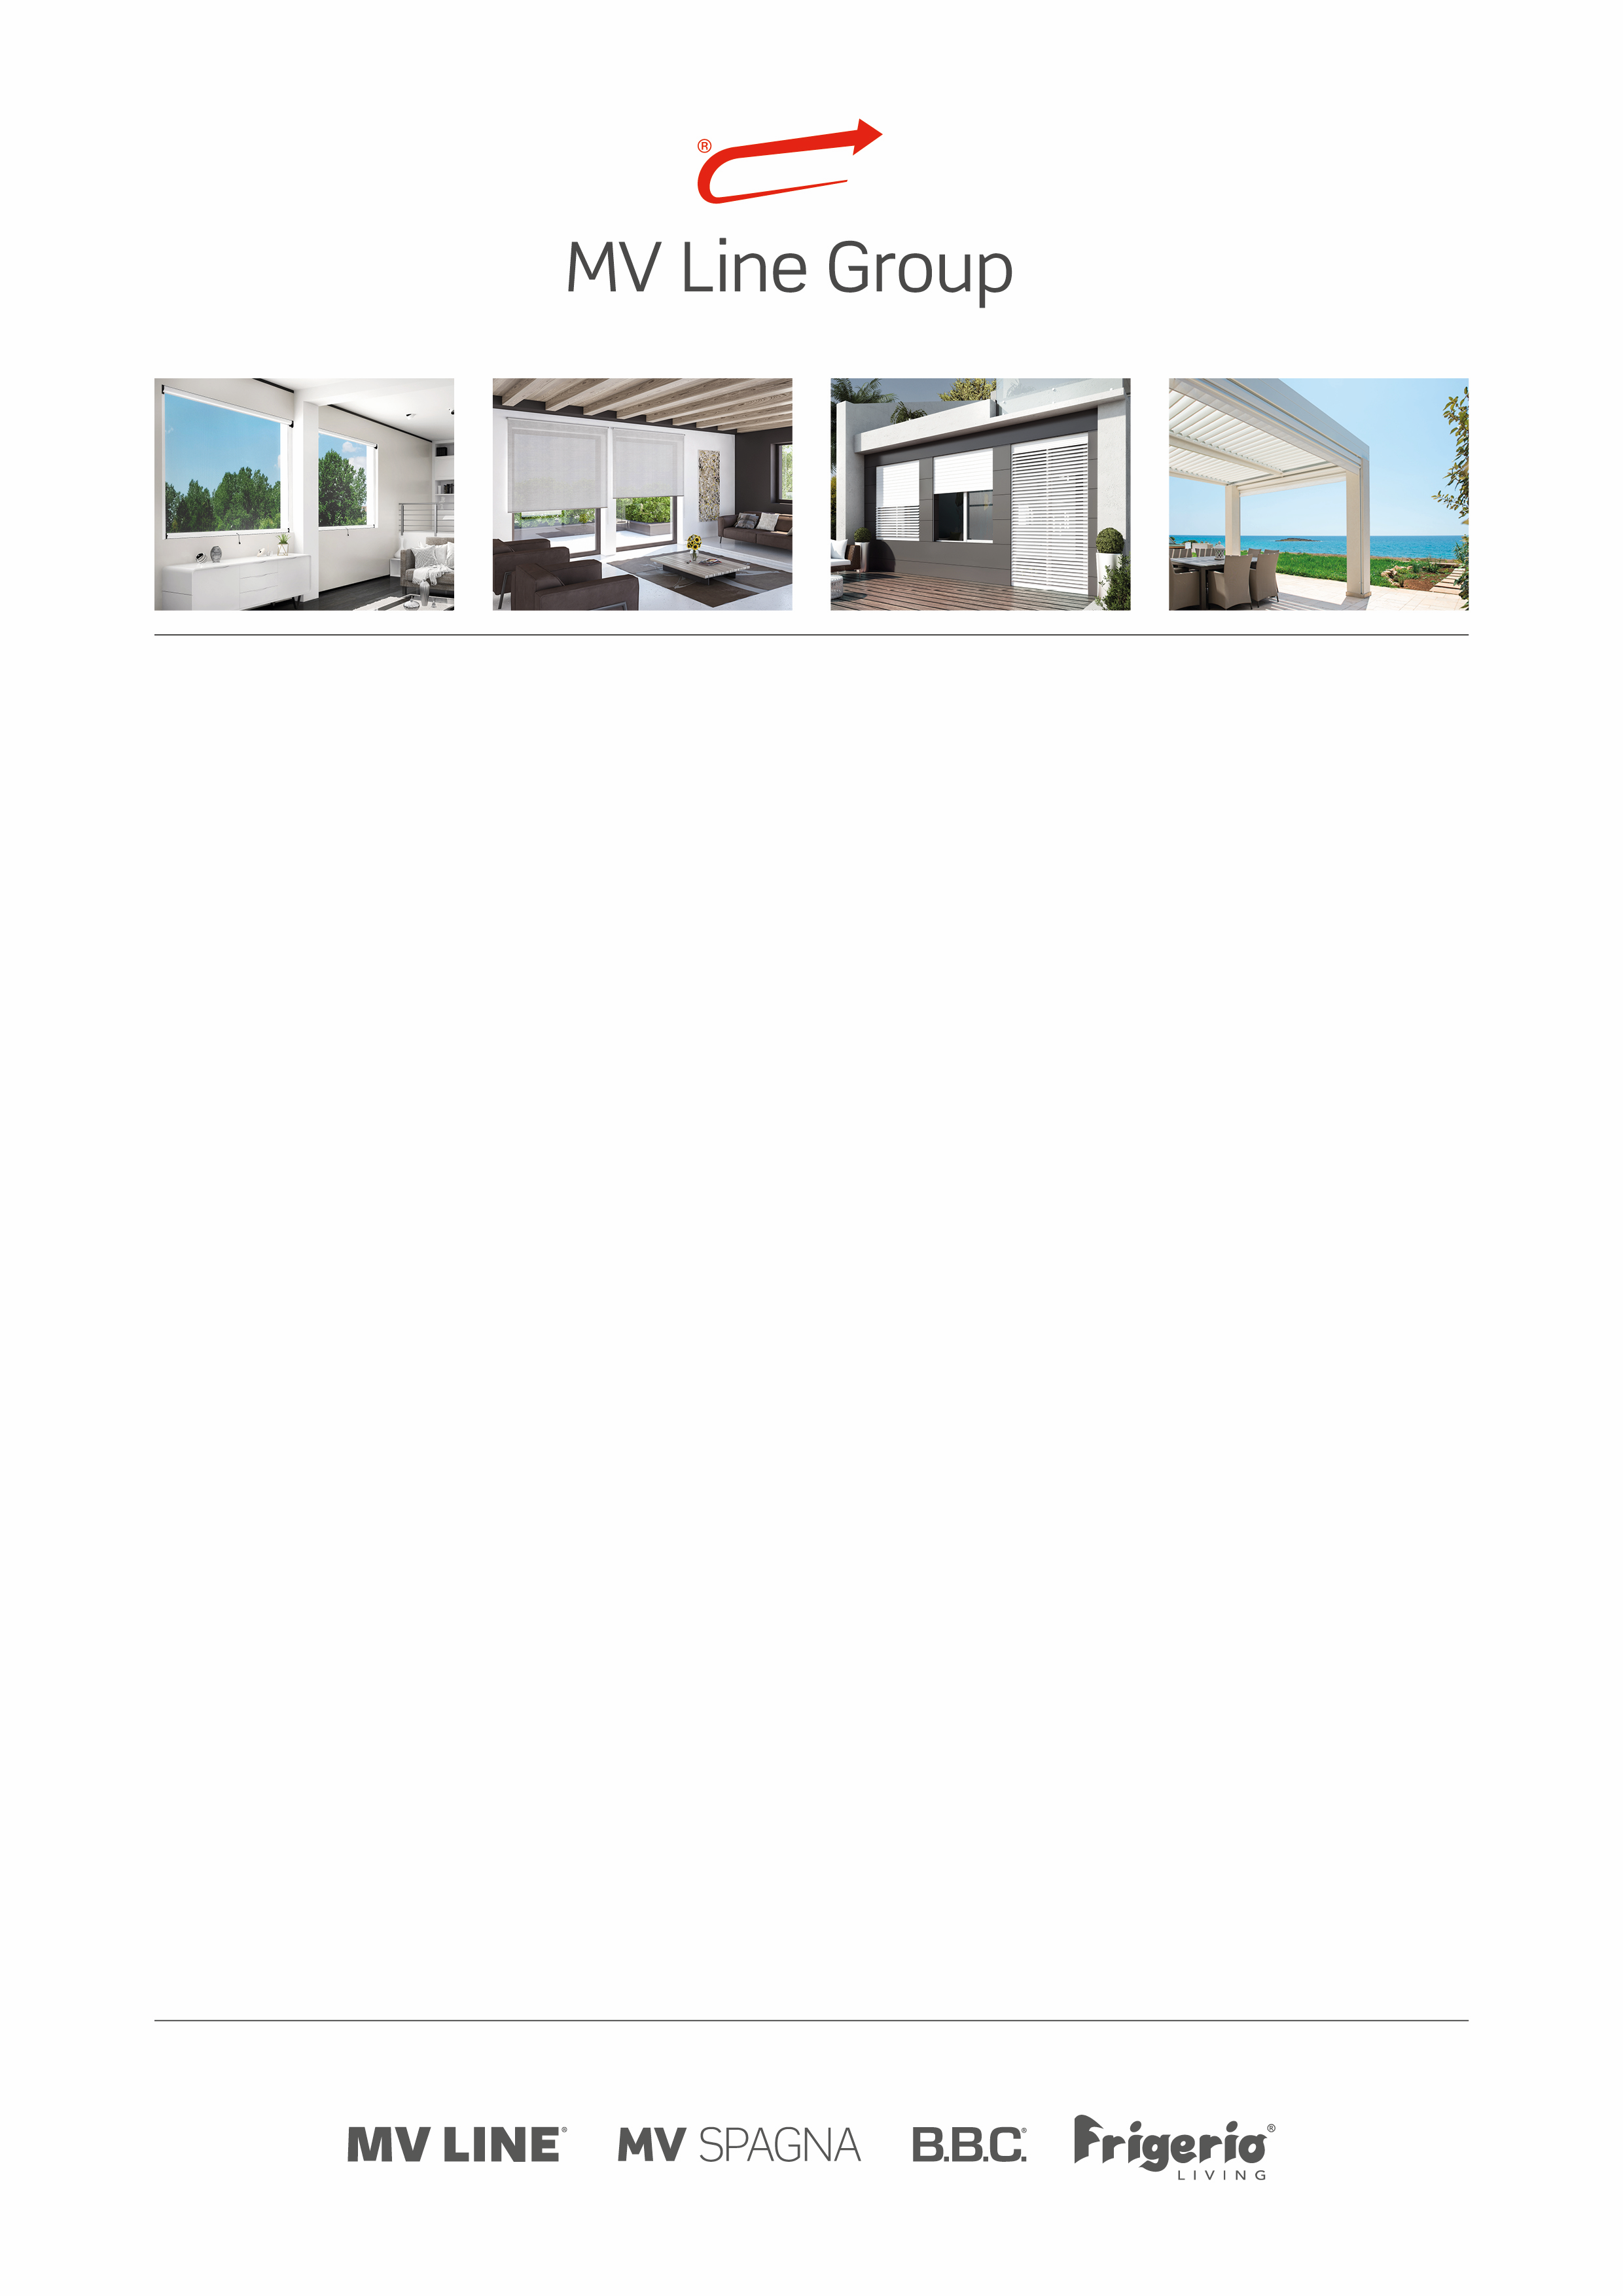 ®
MV Line Group
MV LINE® MV SPAGNA B.B.C.® Frigerio®
LIVING